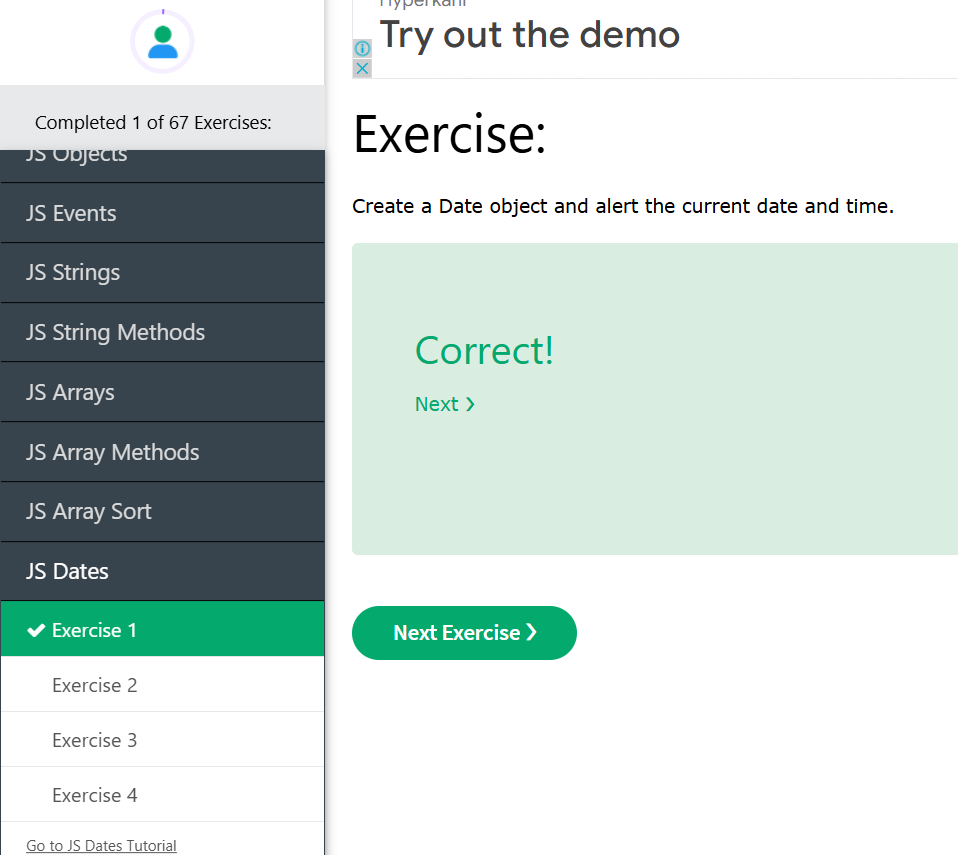 Completed 1 of 67 Exercises:
JS Objects
JS Events
JS Strings
JS String Methods
JS Arrays
JS Array Methods
JS Array Sort
JS Dates
Exercise 1
Exercise 2
Exercise 3
Exercise 4
Go to JS Dates Tutorial
Hyperkani
Try out the demo
Exercise:
Create a Date object and alert the current date and time.
Correct!
Next ❯
Next Exercise ❯